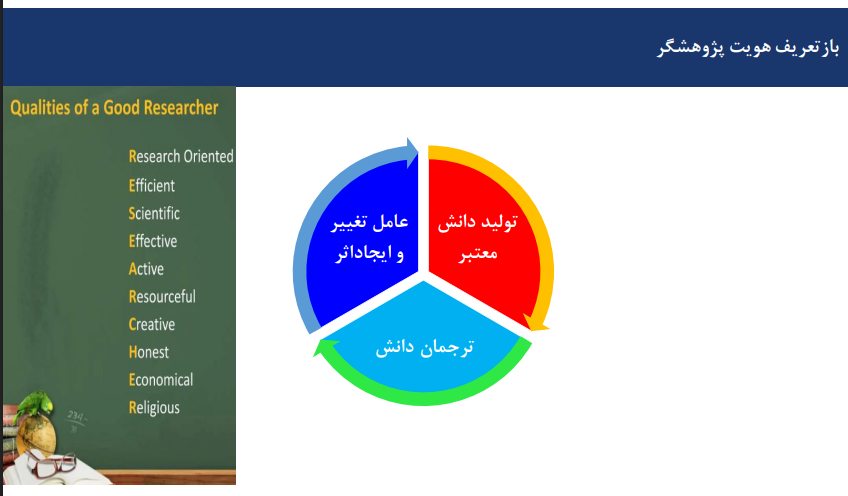 بازتعریف هویت پژوهشگر
Qualities of a Good Researcher
Research Oriented
Efficient
Scientific
Effective
Active
Resourceful
Creative
Honest
Economical
Religious
تولید دانش
معتبر
ترجمان دانش
عامل تغییر
و ایجاداثر